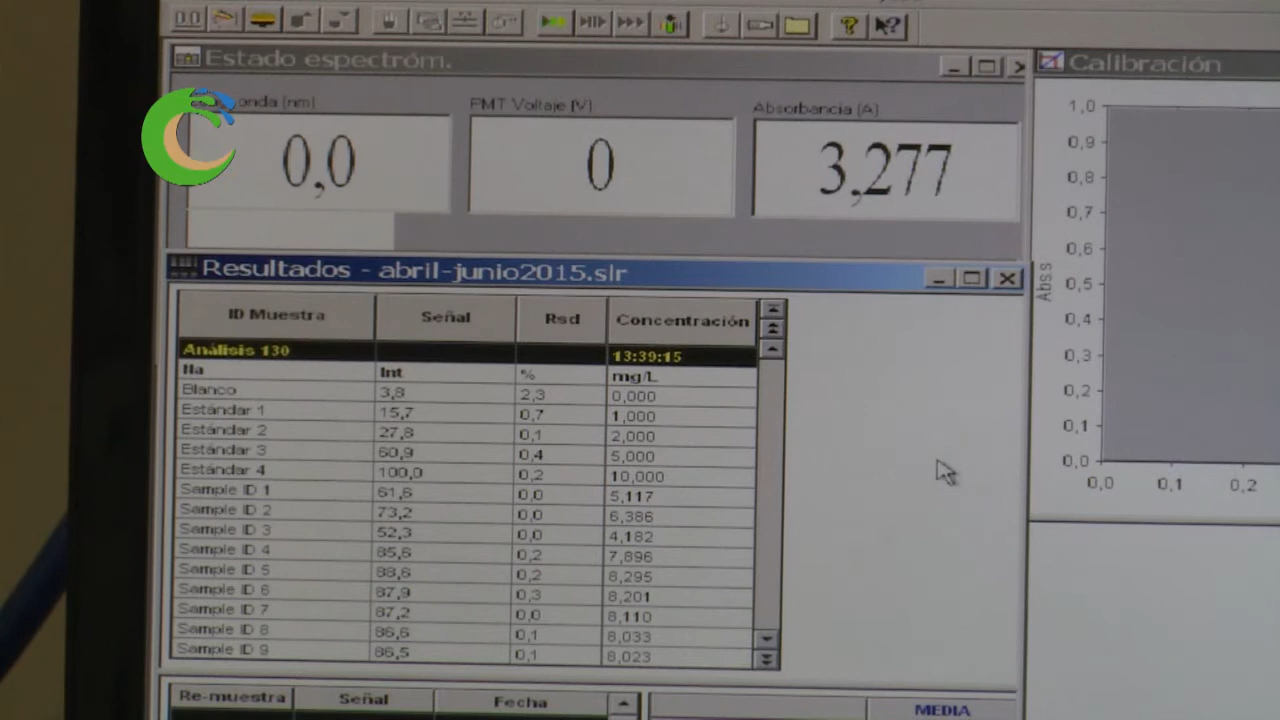 Estado espectróm.
onda (nm) PMT Voltaje (V) Absorbancia (A)
0,0 0 3,277
Calibración
1,0
0,9
0,8
0,7
0,6
0,5
0,4
0,3
0,2
0,1
0,0
Abss
0,0 0,1 0,2
Resultados - abril-junio2015.slr
ID Muestra Señal Rsd Concentración
Análisis 130 13:39:15
Na Int % mg/L
Blanco 3,8 2,3 0,000
Estándar 1 15,7 0,7 1,000
Estándar 2 27,8 0,1 2,000
Estándar 3 60,9 0,4 5,000
Estándar 4 100,0 0,2 10,000
Sample ID 1 61,6 0,0 5,117
Sample ID 2 73,2 0,0 6,386
Sample ID 3 52,3 0,0 4,182
Sample ID 4 85,6 0,2 7,896
Sample ID 5 88,6 0,2 8,295
Sample ID 6 87,9 0,3 8,201
Sample ID 7 87,2 0,0 8,110
Sample ID 8 86,6 0,1 8,033
Sample ID 9 86,5 0,1 8,023
Re-muestra Señal Fecha
MEDIA